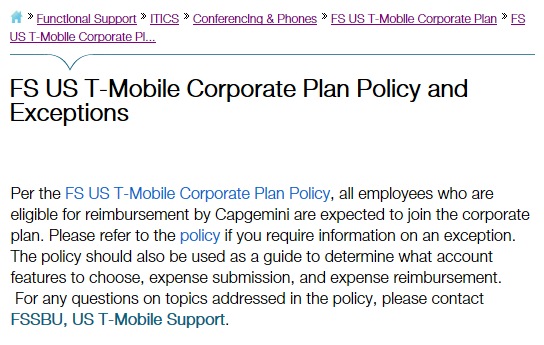 » Functional Support » ITICS » Conferencing & Phones » FS US T-Mobile Corporate Plan » FS
US T-Mobile Corporate Pl...
FS US T-Mobile Corporate Plan Policy and
Exceptions
Per the FS US T-Mobile Corporate Plan Policy, all employees who are
eligible for reimbursement by Capgemini are expected to join the corporate
plan. Please refer to the policy if you require information on an exception.
The policy should also be used as a guide to determine what account
features to choose, expense submission, and expense reimbursement.
For any questions on topics addressed in the policy, please contact
FSSBU, US T-Mobile Support.